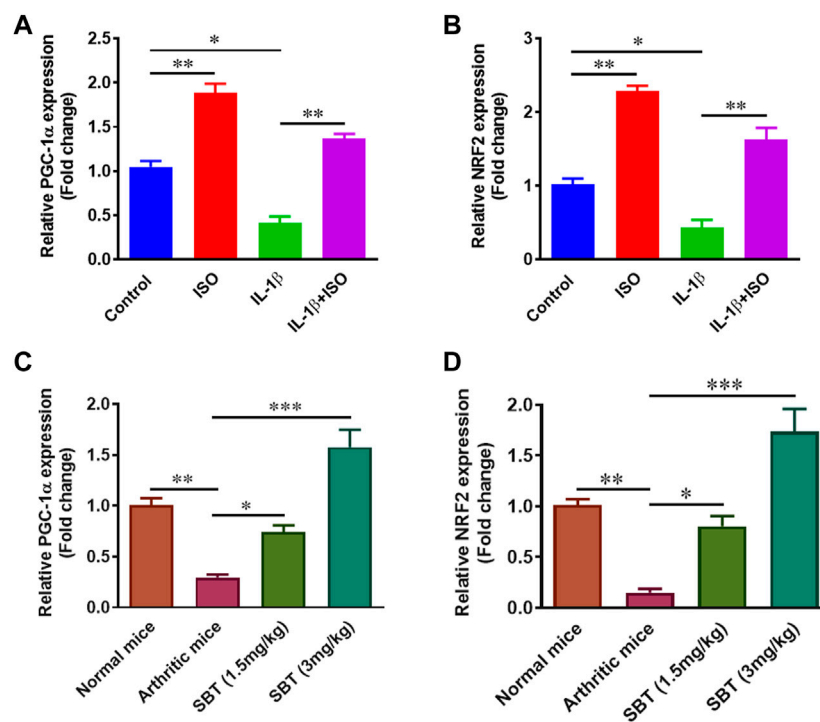 A
Relative PGC-1α expression
(Fold change)
2.5
2.0
1.5
1.0
0.5
0.0
*
**
**
Control
ISO
IL-1β
IL-1β+ISO
B
Relative NRF2 expression
(Fold change)
3
2
1
0
*
**
**
Control
ISO
IL-1β
IL-1β+ISO
C
Relative PGC-1α expression
(Fold change)
2.0
1.5
1.0
0.5
0.0
***
**
*
Normal mice
Arthritic mice
SBT (1.5mg/kg)
SBT (3mg/kg)
D
Relative NRF2 expression
(Fold change)
2.0
1.5
1.0
0.5
0.0
***
**
*
Normal mice
Arthritic mice
SBT (1.5mg/kg)
SBT (3mg/kg)